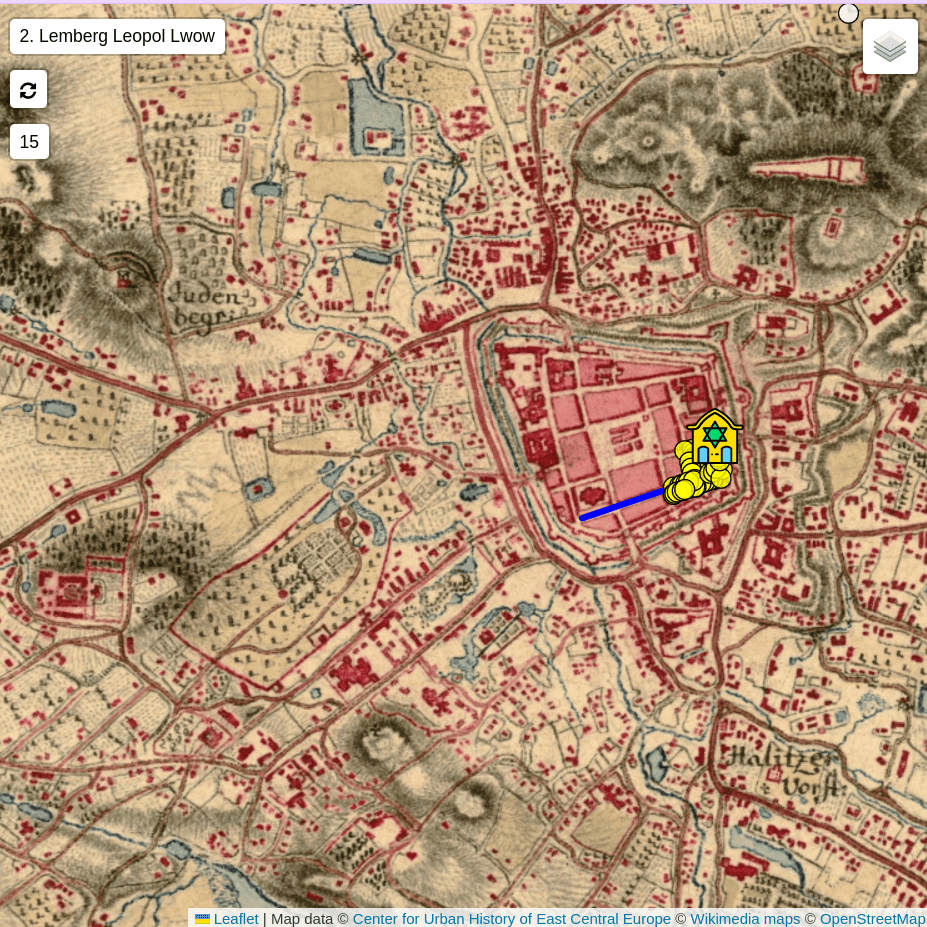 2. Lemberg Leopol Lwow
15
Juden
begr:
Halitzer
Vorst:
Leaflet | Map data © Center for Urban History of East Central Europe © Wikimedia maps © OpenStreetMap